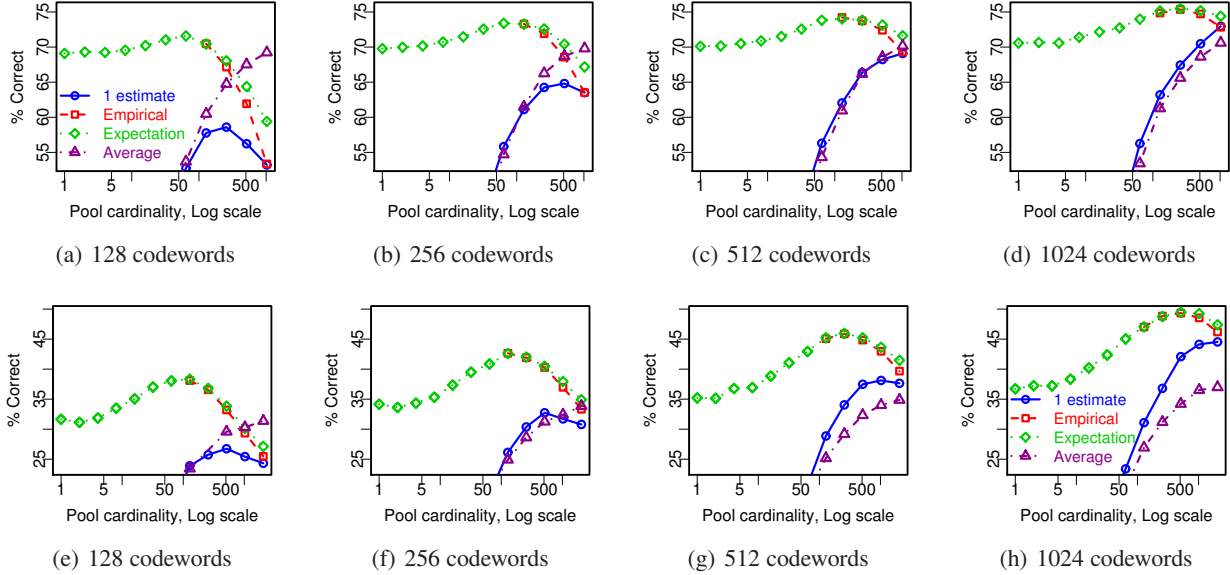 % Correct
55 60 65 70 75
1 estimate
Empirical
Expectation
Average
1 5 50 500
Pool cardinality, Log scale
(a) 128 codewords
% Correct
55 60 65 70 75
1 5 50 500
Pool cardinality, Log scale
(b) 256 codewords
% Correct
55 60 65 70 75
1 5 50 500
Pool cardinality, Log scale
(c) 512 codewords
% Correct
55 60 65 70 75
1 5 50 500
Pool cardinality, Log scale
(d) 1024 codewords
% Correct
25 35 45
1 5 50 500
Pool cardinality, Log scale
(e) 128 codewords
% Correct
25 35 45
1 5 50 500
Pool cardinality, Log scale
(f) 256 codewords
% Correct
25 35 45
1 5 50 500
Pool cardinality, Log scale
(g) 512 codewords
% Correct
25 35 45
1 estimate
Empirical
Expectation
Average
1 5 50 500
Pool cardinality, Log scale
(h) 1024 codewords